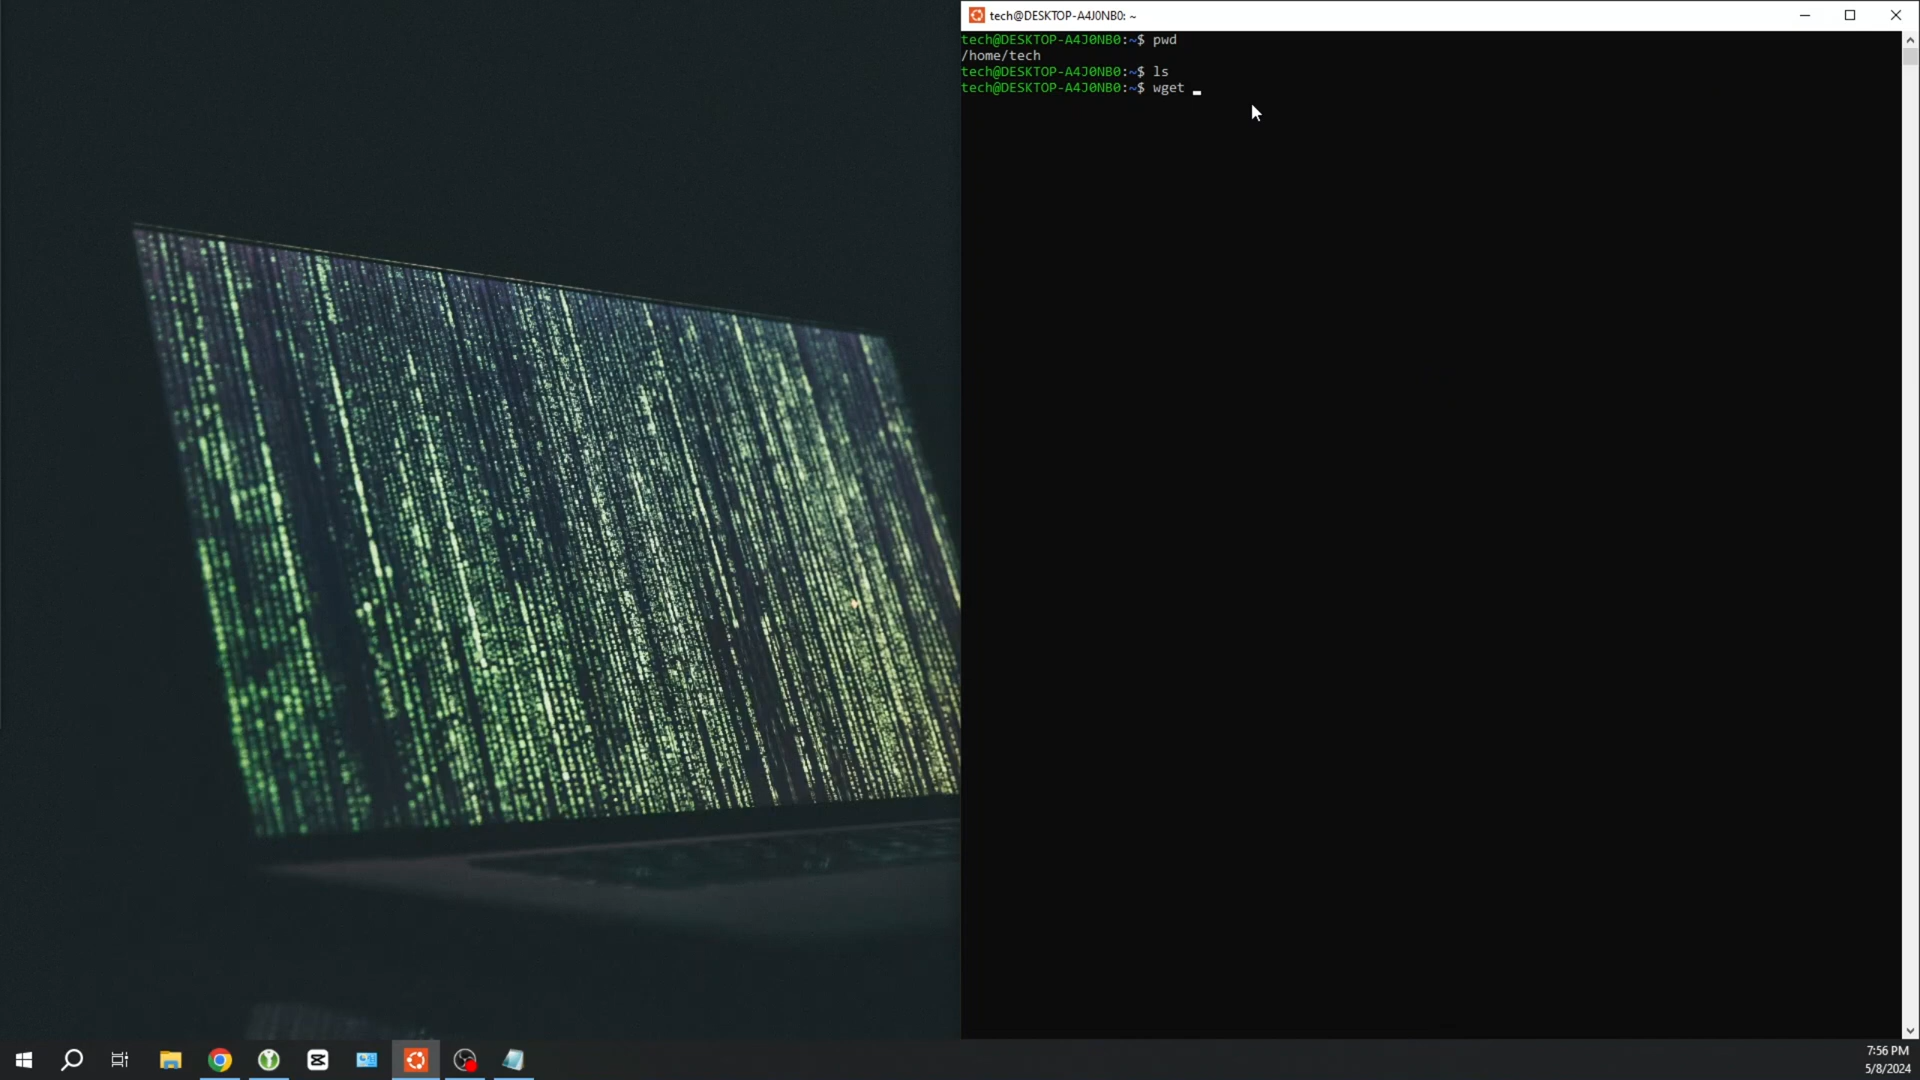 tech@DESKTOP-A4J0NB0: ~
tech@DESKTOP-A4J0NB0:~$ pwd
/home/tech
tech@DESKTOP-A4J0NB0:~$ ls
tech@DESKTOP-A4J0NB0:~$ wget
7:56 PM
5/8/2024